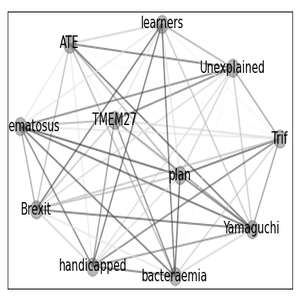 learners
ATE
Unexplained
ematosus
TMEM27
Trif
plan
Brexit
Yamaguchi
handicapped
bacteraemia